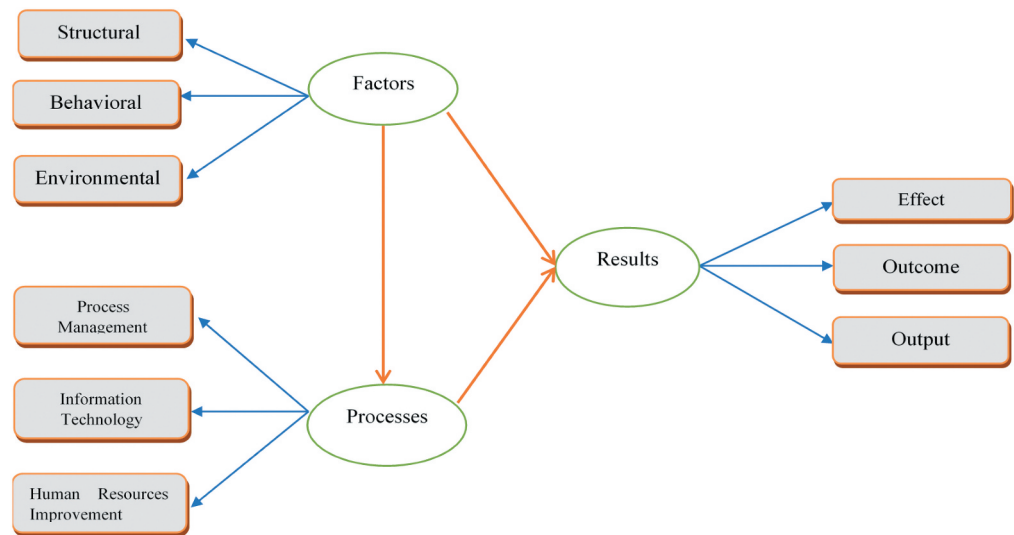 Structural
Behavioral
Environmental
Factors
Process
Management
Information
Technology
Human Resources
Improvement
Processes
Results
Effect
Outcome
Output